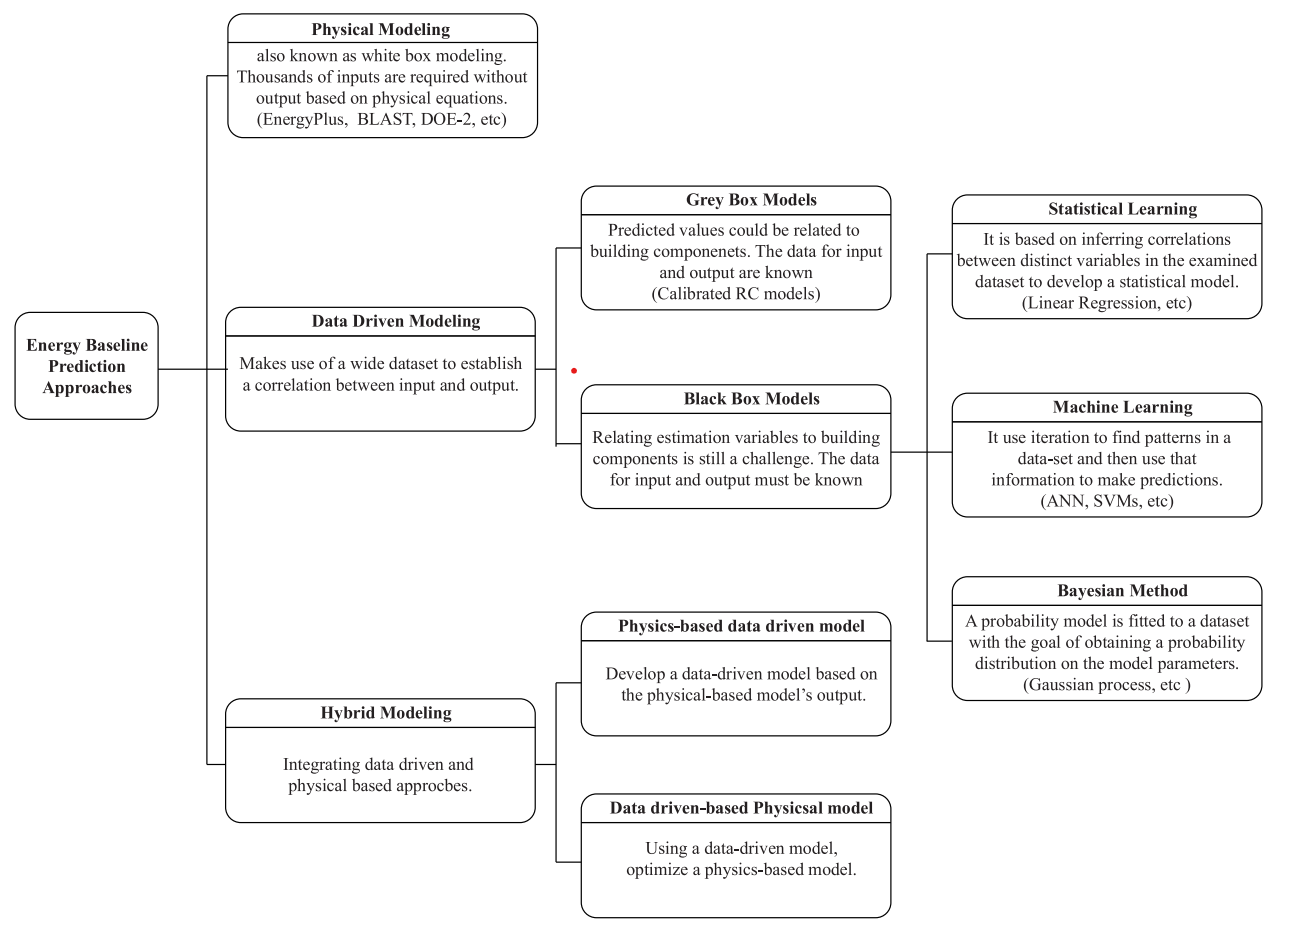 Physical Modeling
also known as white box modeling.
Thousands of inputs are required without
output based on physical equations.
(EnergyPlus, BLAST, DOE-2, etc)
Energy Baseline
Prediction
Approaches
Data Driven Modeling
Makes use of a wide dataset to establish
a correlation between input and output.
Grey Box Models
Predicted values could be related to
building componenets. The data for input
and output are known
(Calibrated RC models)
Black Box Models
Relating estimation variables to building
components is still a challenge. The data
for input and output must be known
Statistical Learning
It is based on inferring correlations
between distinct variables in the examined
dataset to develop a statistical model.
(Linear Regression, etc)
Machine Learning
It use iteration to find patterns in a
data-set and then use that
information to make predictions.
(ANN, SVMs, etc)
Bayesian Method
A probability model is fitted to a dataset
with the goal of obtaining a probability
distribution on the model parameters.
(Gaussian process, etc )
Hybrid Modeling
Integrating data driven and
physical based approcbes.
Physics-based data driven model
Develop a data-driven model based on
the physical-based model’s output.
Data driven-based Physicsal model
Using a data-driven model,
optimize a physics-based model.